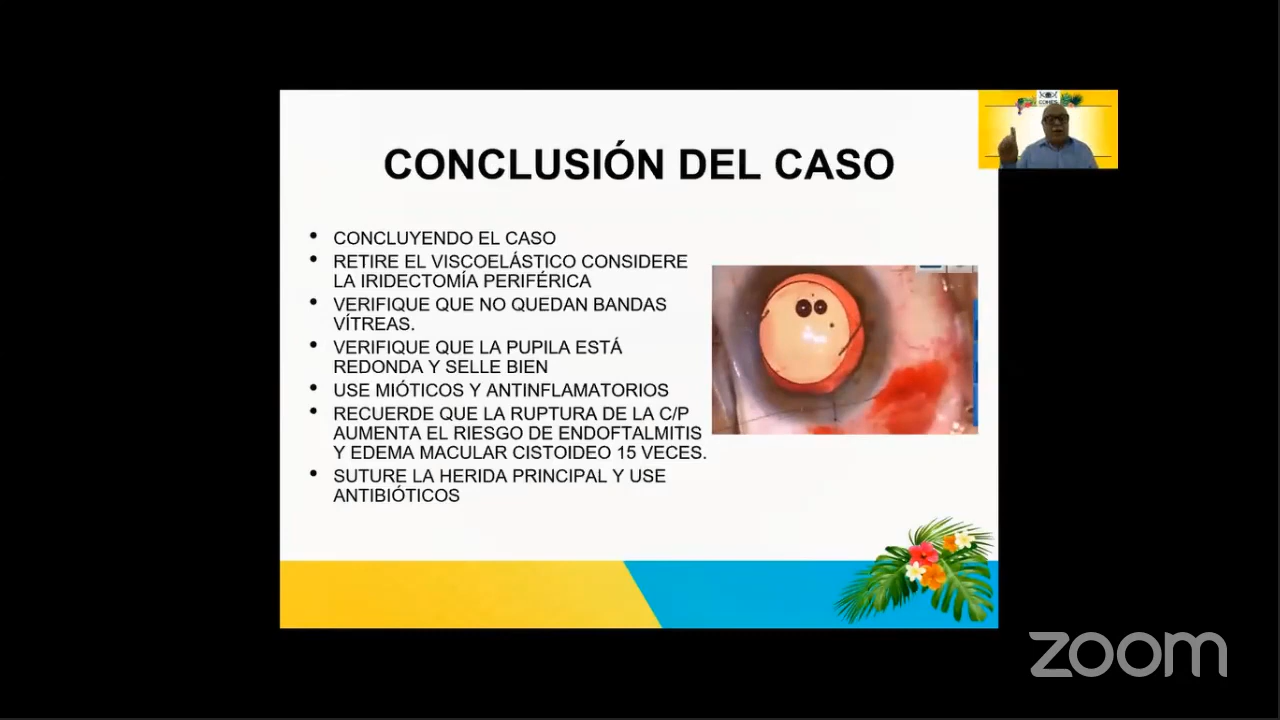 CONCLUSIÓN DEL CASO
• CONCLUYENDO EL CASO
• RETIRE EL VISCOELÁSTICO CONSIDERE
LA IRIDECTOMÍA PERIFÉRICA
• VERIFIQUE QUE NO QUEDAN BANDAS
VÍTREAS.
• VERIFIQUE QUE LA PUPILA ESTÁ
REDONDA Y SELLE BIEN
• USE MIÓTICOS Y ANTINFLAMATORIOS
• RECUERDE QUE LA RUPTURA DE LA C/P
AUMENTA EL RIESGO DE ENDOFTALMITIS
Y EDEMA MACULAR CISTOIDEO 15 VECES.
• SUTURE LA HERIDA PRINCIPAL Y USE
ANTIBIÓTICOS
zoom